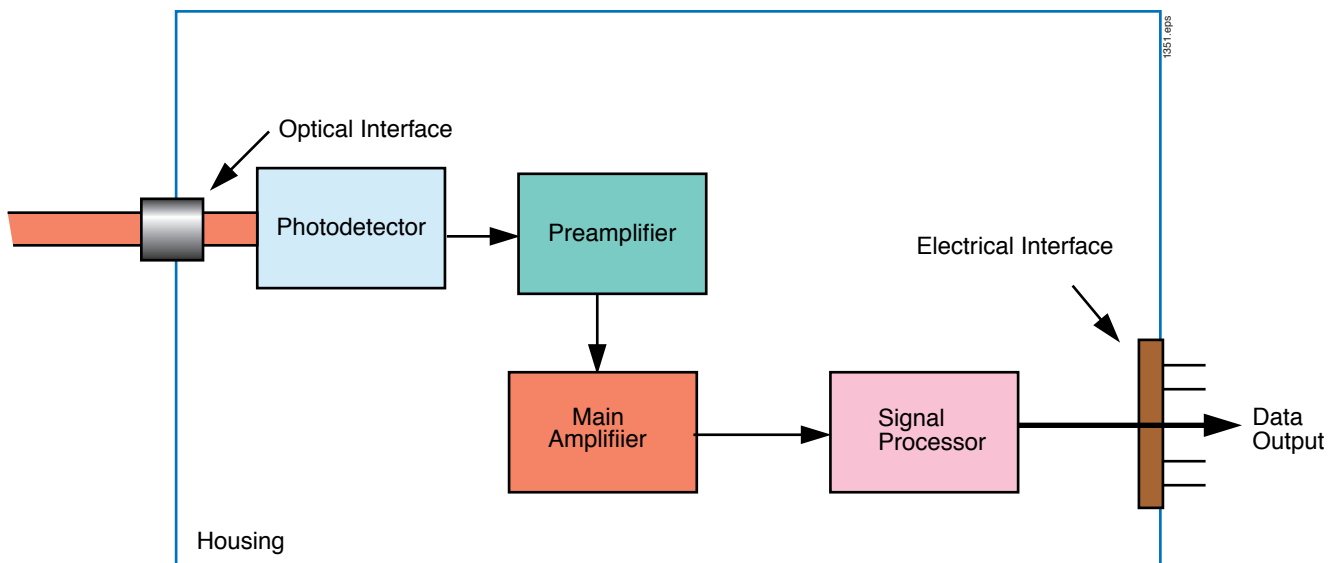 1351.eps
Optical Interface
Photodetector
Preamplifier
Electrical Interface
Main
Amplifiier
Signal
Processor
Data
Output
Housing